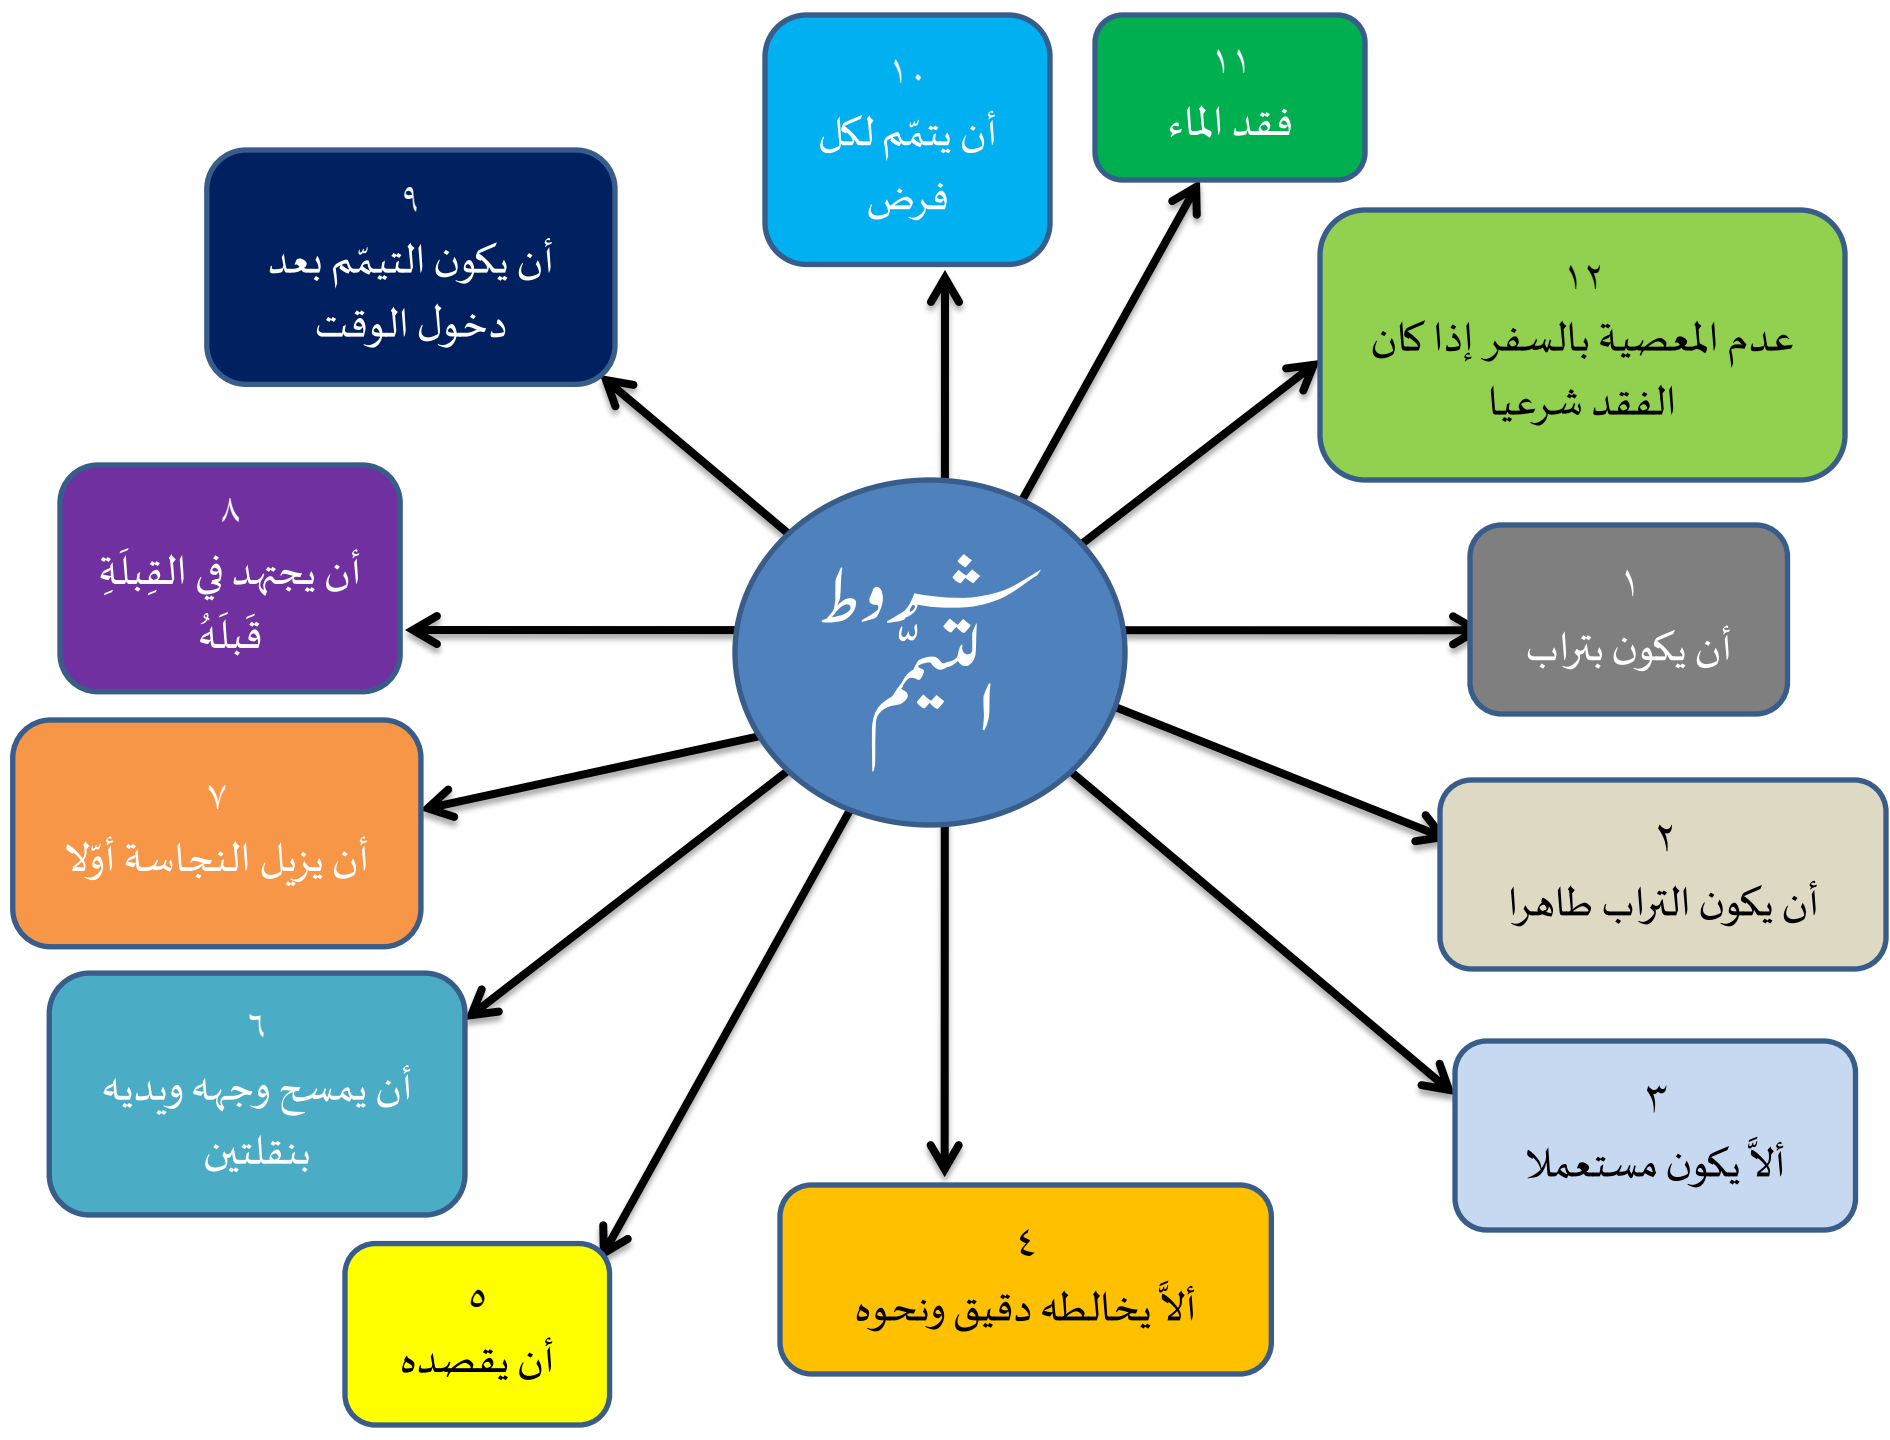 شروط
التيمّم
١
أن يكون بتراب
٢
أن يكون التراب طاهرا
٣
ألاَّ يكون مستعملا
٤
ألاَّ يخالطه دقيق ونحوه
٥
أن يقصده
٦
أن يمسح وجهه ويديه
بنقلتين
٧
أن يزيل النجاسة أوّلا
٨
أن يجتهد في القِبلَةِ
قَبلَهُ
٩
أن يكون التيمّم بعد
دخول الوقت
١٠
أن يتمّم لكل
فرض
١١
فقد الماء
١٢
عدم المعصية بالسفر إذا كان
الفقد شرعيا